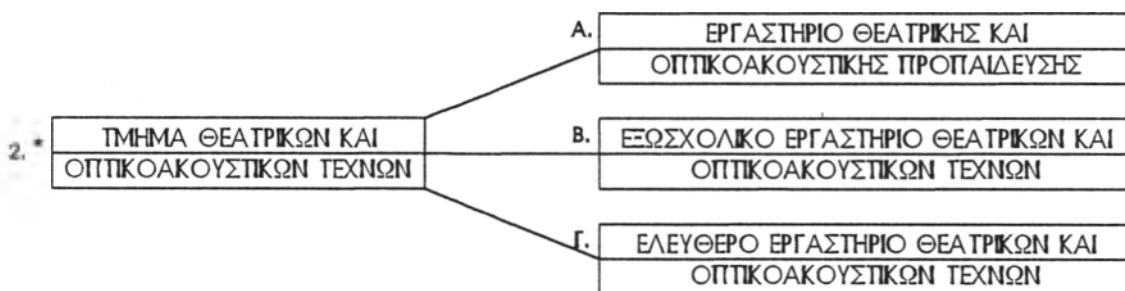 2. *
ΤΜΗΜΑ ΘΕΑΤΡΙΚΩΝ ΚΑΙ
ΟΠΤΙΚΟΑΚΟΥΣΤΙΚΩΝ ΤΕΧΝΩΝ
Α.
ΕΡΓΑΣΤΗΡΙΟ ΘΕΑΤΡΙΚΗΣ ΚΑΙ
ΟΠΤΙΚΟΑΚΟΥΣΤΙΚΗΣ ΠΡΟΠΑΙΔΕΥΣΗΣ
Β.
ΕΞΩΣΧΟΛΙΚΟ ΕΡΓΑΣΤΗΡΙΟ ΘΕΑΤΡΙΚΩΝ ΚΑΙ
ΟΠΤΙΚΟΑΚΟΥΣΤΙΚΩΝ ΤΕΧΝΩΝ
Γ.
ΕΛΕΥΘΕΡΟ ΕΡΓΑΣΤΗΡΙΟ ΘΕΑΤΡΙΚΩΝ ΚΑΙ
ΟΠΤΙΚΟΑΚΟΥΣΤΙΚΩΝ ΤΕΧΝΩΝ